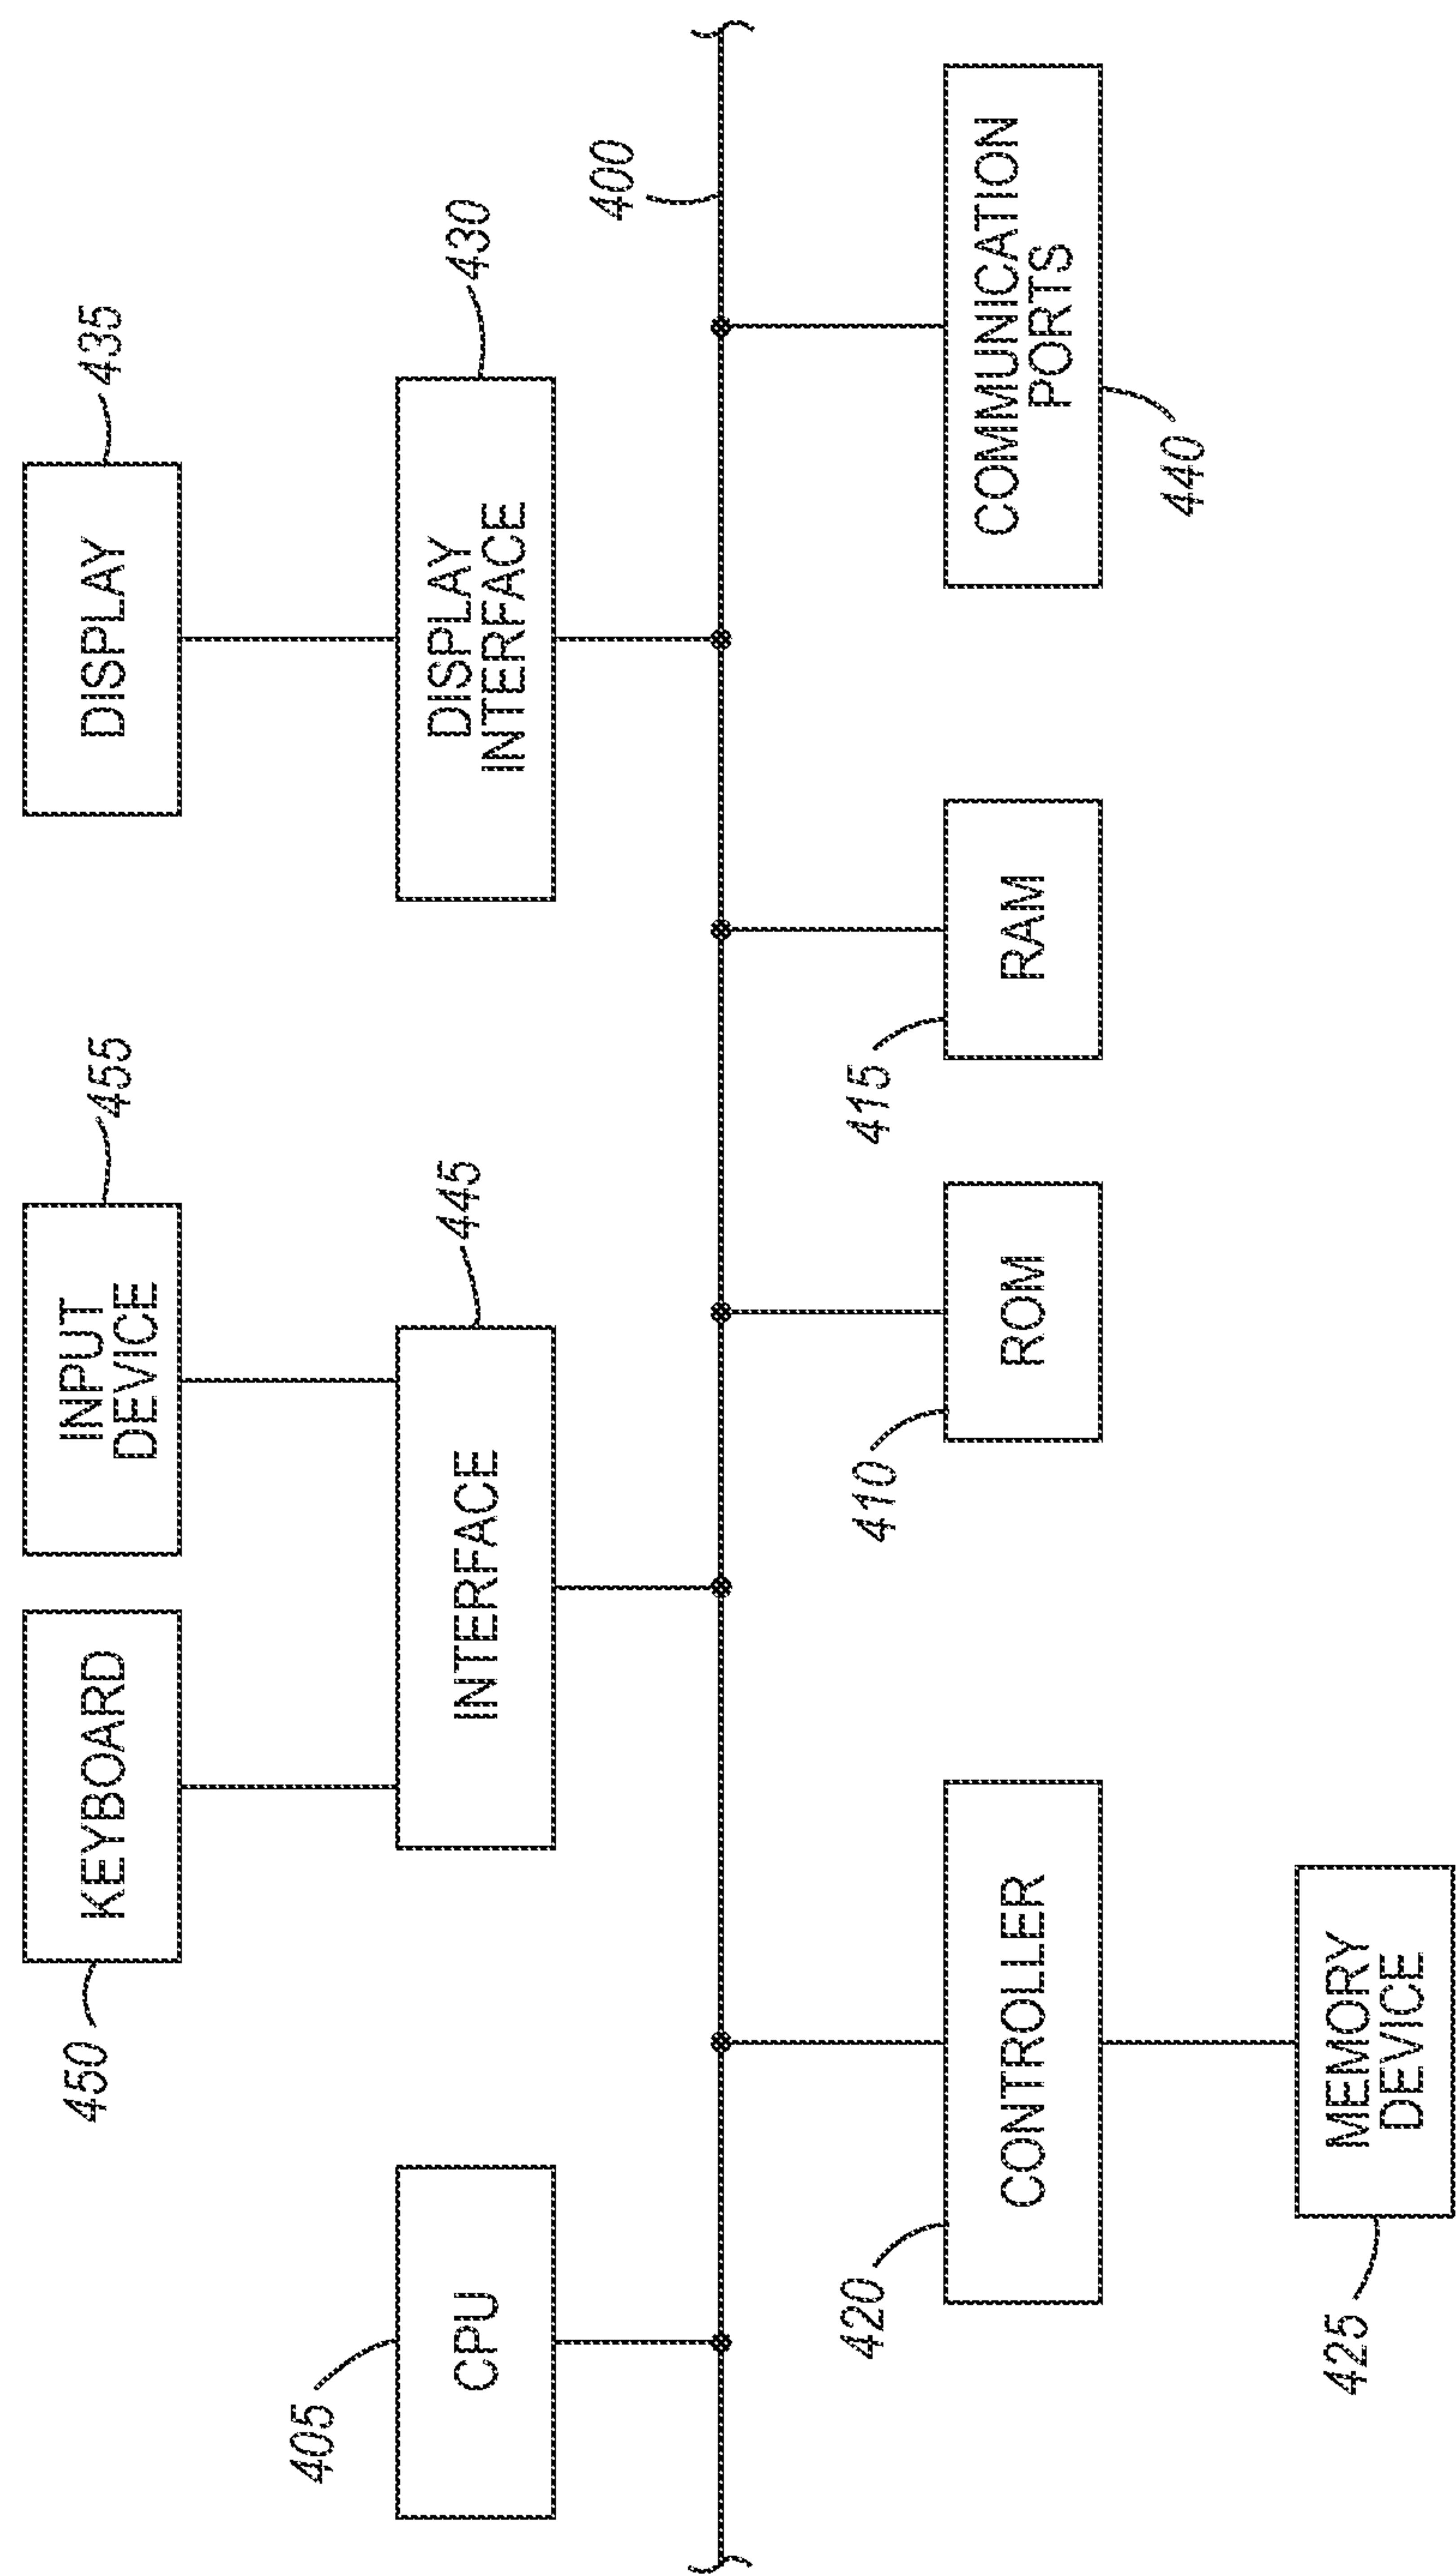 450
KEYBOARD
INPUT
DEVICE
455
DISPLAY
435
405
CPU
INTERFACE
445
DISPLAY
INTERFACE
430
400
420
CONTROLLER
410
ROM
415
RAM
COMMUNICATION
PORTS
440
425
MEMORY
DEVICE